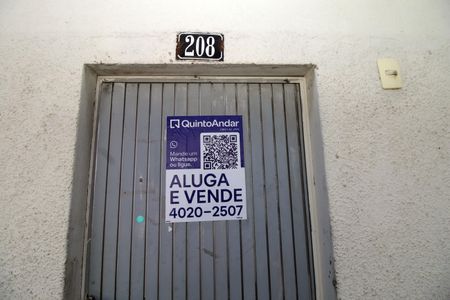 208
QuintoAndar
Mande um
Whatsapp
ou ligue.
ALUGA
E VENDE
4020-2507